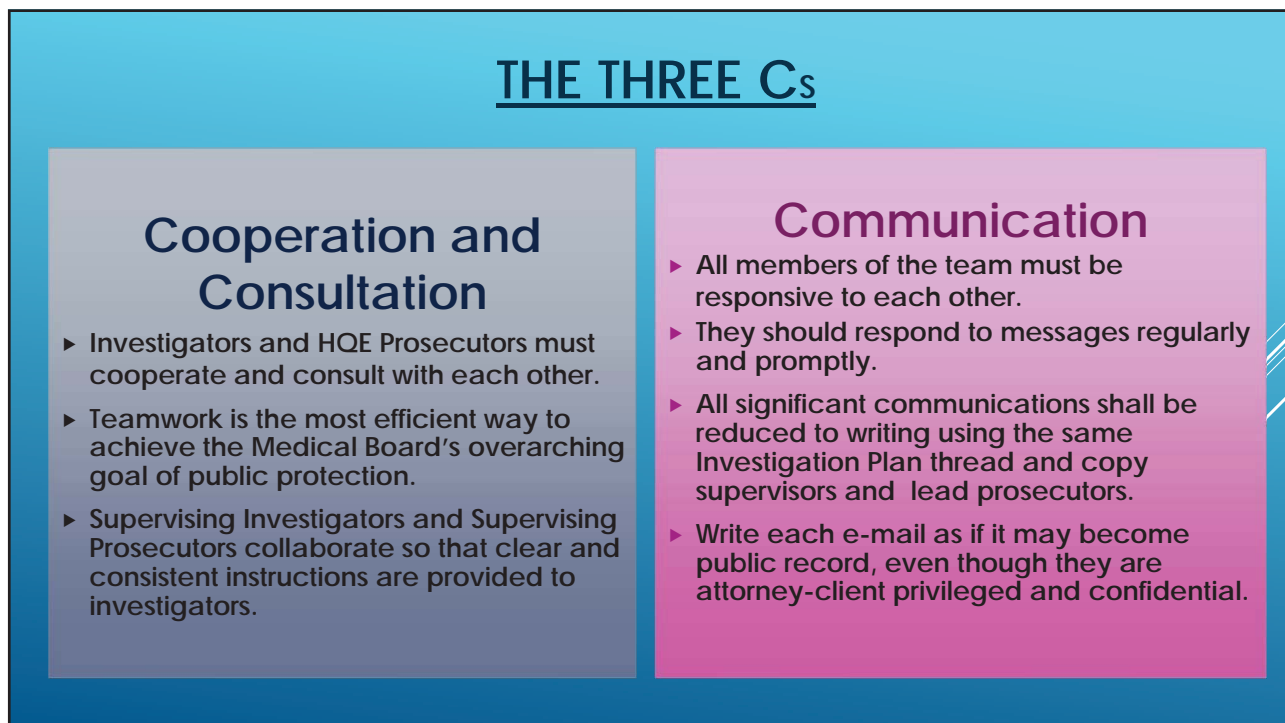 THE THREE Cs
Cooperation and
Consultation
▸ Investigators and HQE Prosecutors must
cooperate and consult with each other.
▸ Teamwork is the most efficient way to
achieve the Medical Board's overarching
goal of public protection.
▸ Supervising Investigators and Supervising
Prosecutors collaborate so that clear and
consistent instructions are provided to
investigators.
Communication
▸ All members of the team must be
responsive to each other.
▸ They should respond to messages regularly
and promptly.
▸ All significant communications shall be
reduced to writing using the same
Investigation Plan thread and copy
supervisors and  lead prosecutors.
▸ Write each e-mail as if it may become
public record, even though they are
attorney-client privileged and confidential.